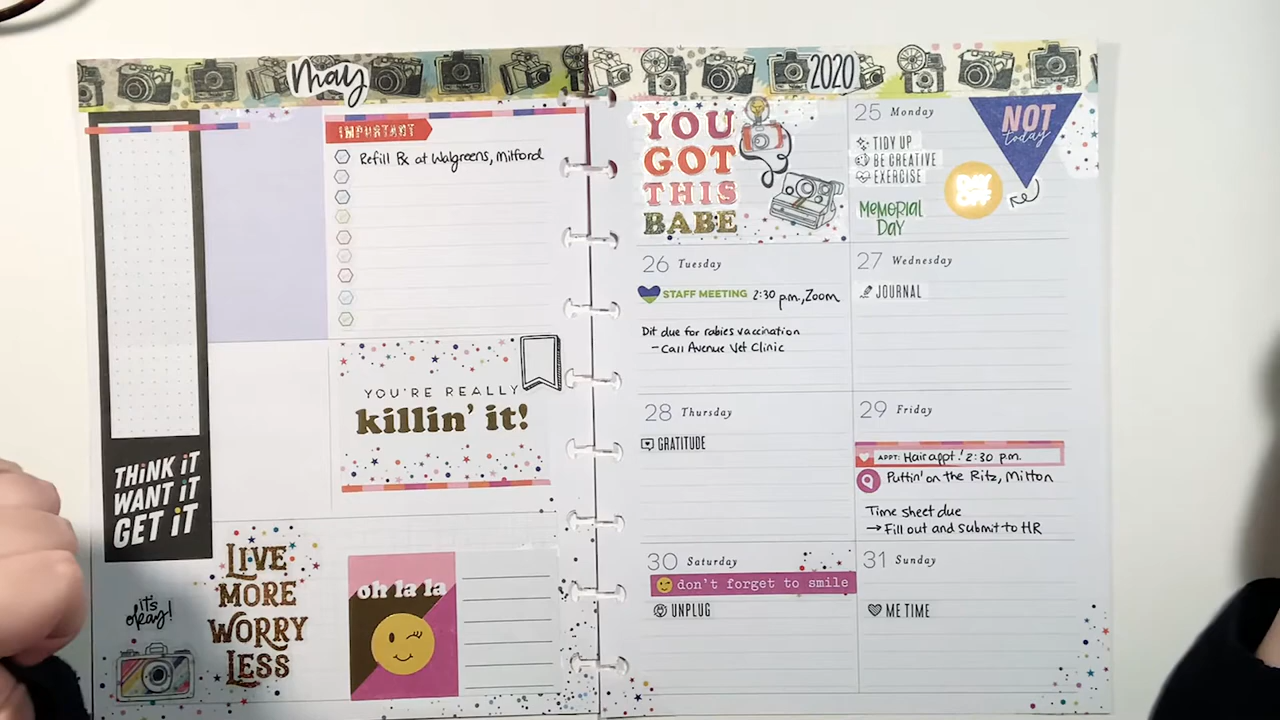 may
IMPORTANT
Refill Rx at Walgreens, Milford
YOU'RE REALLY
killin' it!
THINK iT
WANT iT
GET iT
it's
okay!
LIVE
MORE
WORRY
LESS
oh la la
2020
YOU
GOT
THIS
BABE
25 Monday
NOT
today
TIDY UP
BE CREATIVE
EXERCISE
DAY
OFF
MEMORIAL
DAY
26 Tuesday
STAFF MEETING 2:30 p.m., Zoom
Dit due for rabies vaccination
- Call Avenue Vet Clinic
27 Wednesday
JOURNAL
28 Thursday
GRATITUDE
29 Friday
APPT: Hair appt! 2:30 p.m.
Puttin' on the Ritz, Milton
Time sheet due
→ Fill out and submit to HR
30 Saturday
don't forget to smile
UNPLUG
31 Sunday
ME TIME